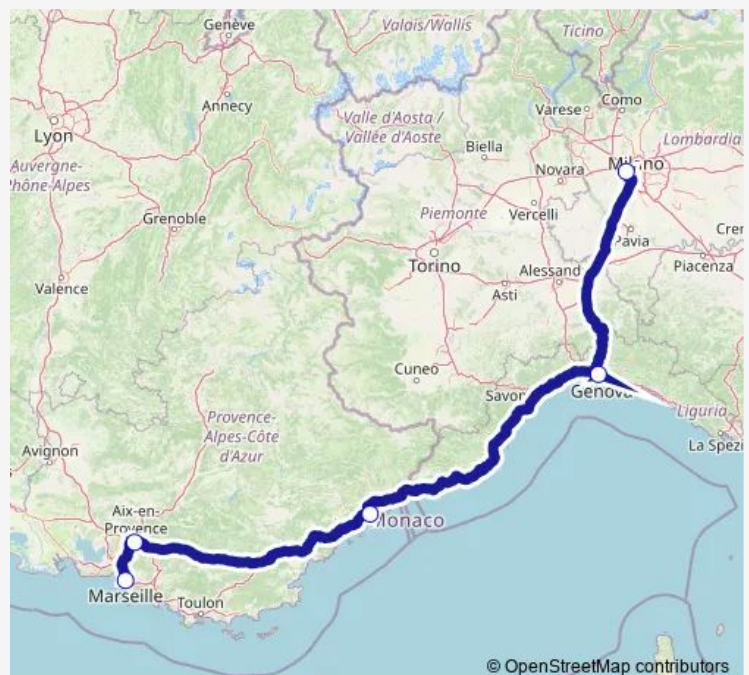 Genève
Valais/Wallis
Ticino
Annecy
Lyon
Valle d'Aosta /
Vallée d'Aoste
Varese
Como
Biella
Lombardia
Auvergne-
Rhône-Alpes
Novara
Milano
Grenoble
Piemonte
Vercelli
Pavia
Torino
Crem
Valence
Alessand
Piacenza
Asti
Cuneo
Savon
Genova
Provence-
Alpes-Côte
d'Azur
Liguria
La Spezi
Avignon
Aix-en-
Provence
Monaco
Marseille
Toulon
© OpenStreetMap contributors